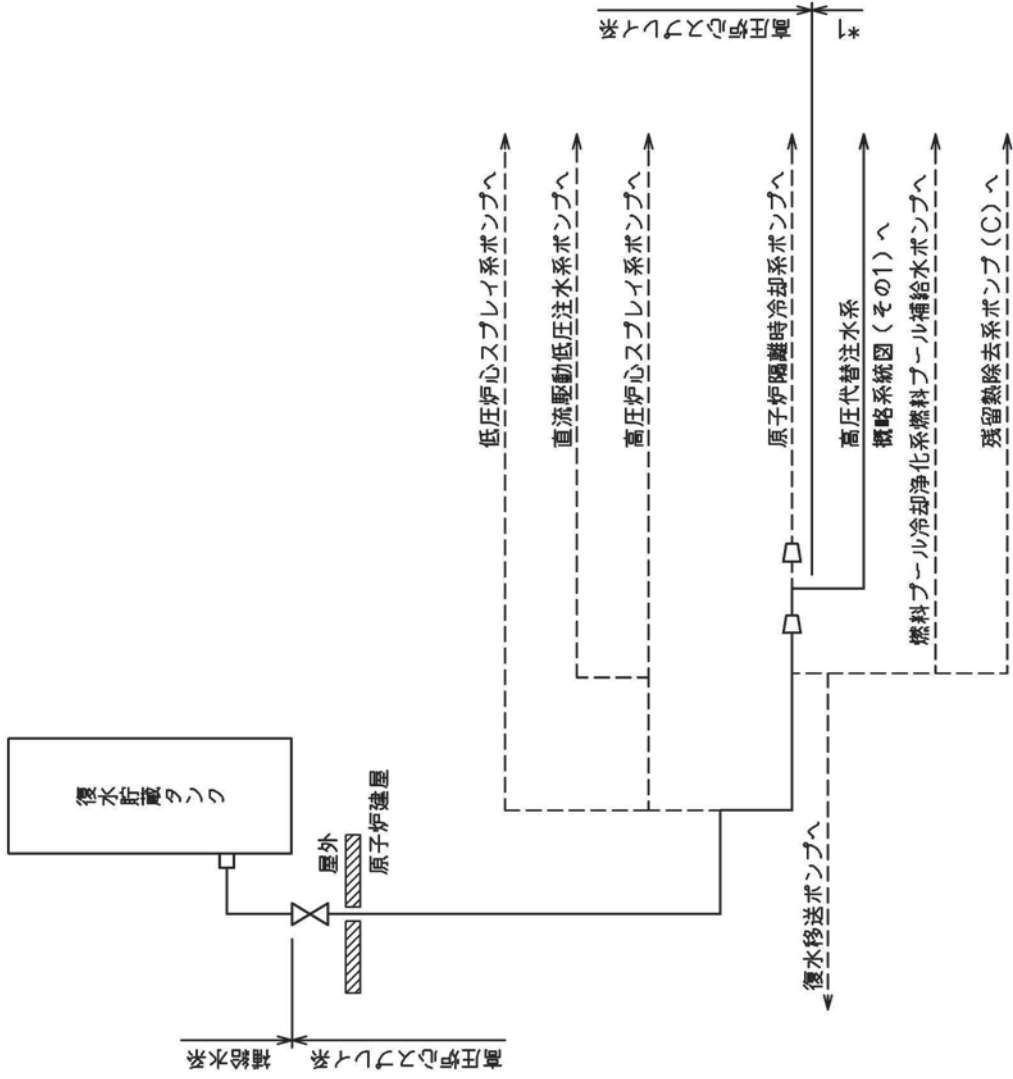 高圧炉心スプレイ系
*1
低圧炉心スプレイ系ポンプへ
直流駆動低圧注水系ポンプへ
高圧炉心スプレイ系ポンプへ
原子炉隔離時冷却系ポンプへ
高圧代替注水系
概略系統図(その1)へ
燃料プール冷却浄化系燃料プール補給水ポンプへ
残留熱除去系ポンプ(C)へ
復水貯蔵タンク
屋外
原子炉建屋
復水移送ポンプへ
補給水系
高圧炉心スプレイ系